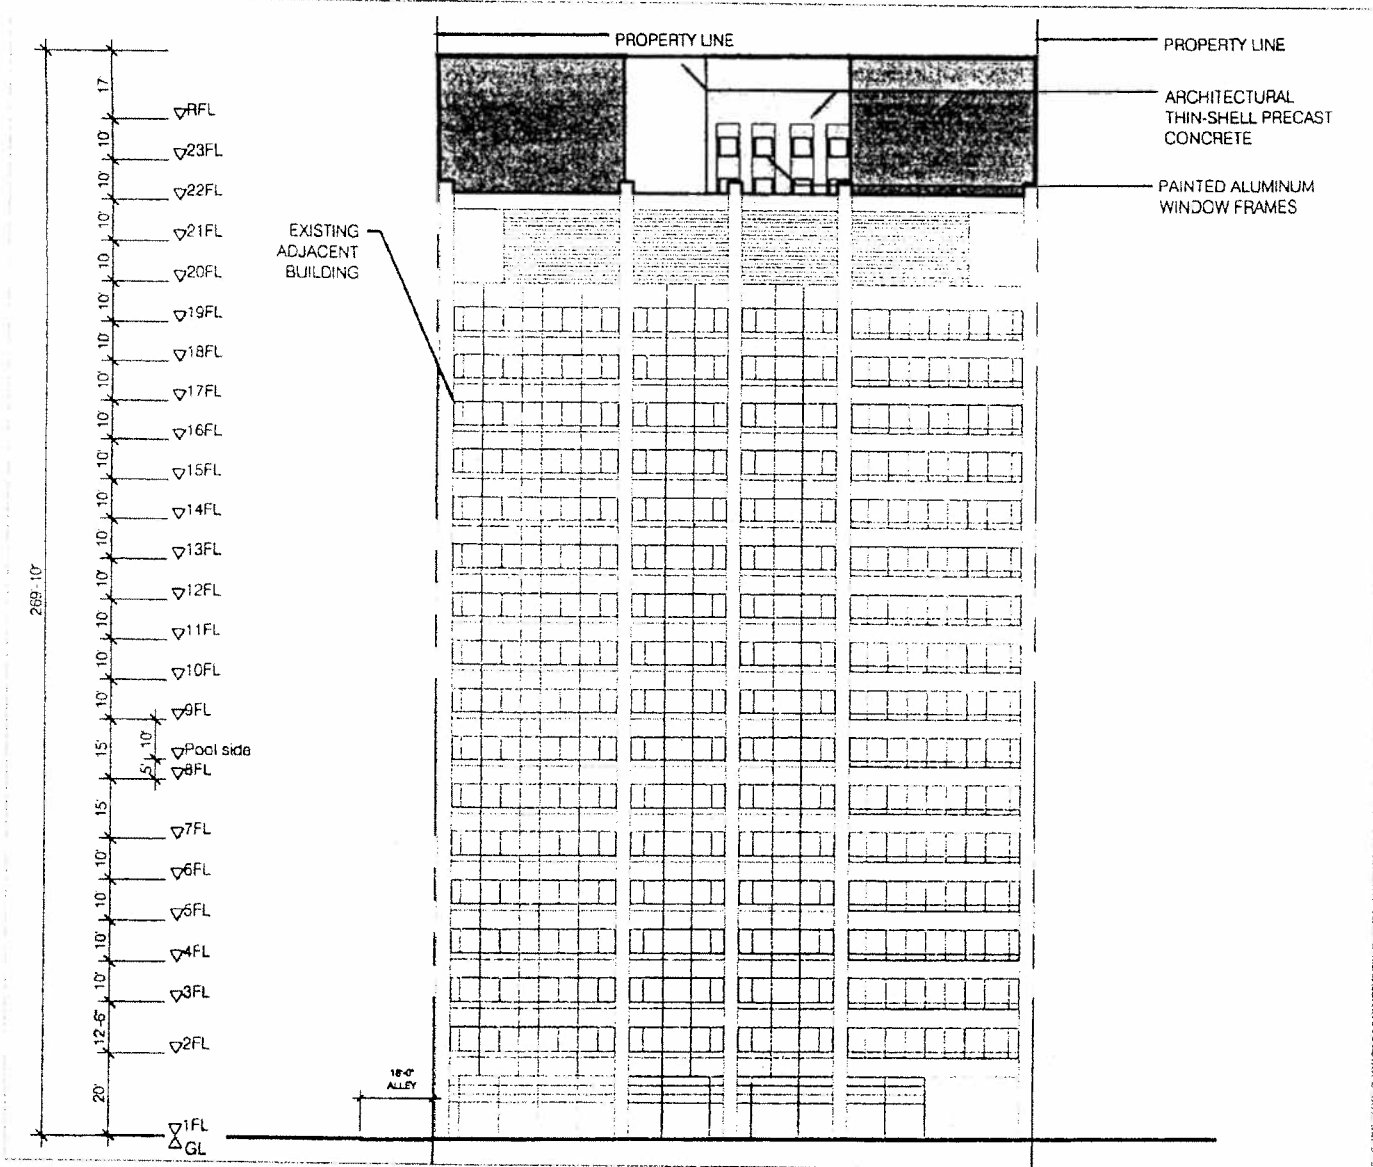 PROPERTY LINE
PROPERTY LINE
ARCHITECTURAL
THIN-SHELL PRECAST
CONCRETE
PAINTED ALUMINUM
WINDOW FRAMES
EXISTING
ADJACENT
BUILDING
269'-10"
17'
RFL
10'
23FL
10'
22FL
10'
21FL
10'
20FL
10'
19FL
10'
18FL
10'
17FL
10'
16FL
10'
15FL
10'
14FL
10'
13FL
10'
12FL
10'
11FL
10'
10FL
10'
9FL
15'
10'
Pool side
5'
8FL
15'
7FL
10'
6FL
10'
5FL
10'
4FL
10'
3FL
12'-6"
2FL
20'
1FL
GL
18'-0"
ALLEY